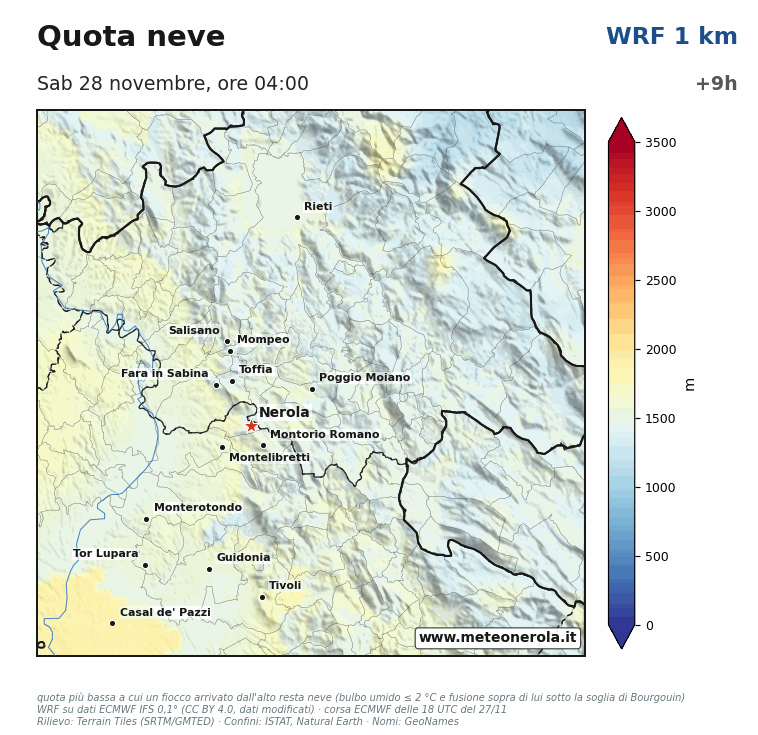 Quota neve
WRF 1 km
Sab 28 novembre, ore 04:00
+9h
3500
3000
2500
2000
1500
1000
500
0
m
Rieti
Salisano
Mompeo
Fara in Sabina
Toffia
Poggio Moiano
Nerola
Montorio Romano
Montelibretti
Monterotondo
Tor Lupara
Guidonia
Tivoli
Casal de' Pazzi
www.meteonerola.it
quota più bassa a cui un fiocco arrivato dall'alto resta neve (bulbo umido ≤ 2 °C e fusione sopra di lui sotto la soglia di Bourgouin)
WRF su dati ECMWF IFS 0,1° (CC BY 4.0, dati modificati) · corsa ECMWF delle 18 UTC del 27/11
Rilievo: Terrain Tiles (SRTM/GMTED) · Confini: ISTAT, Natural Earth · Nomi: GeoNames